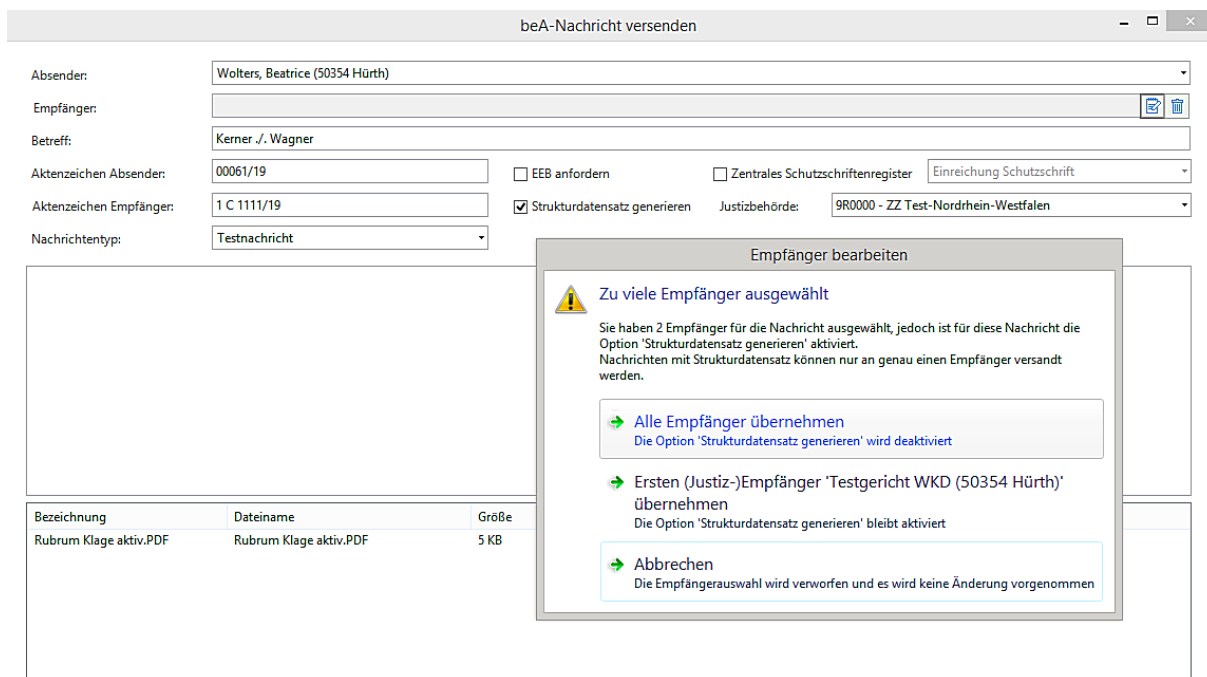 beA-Nachricht versenden
Absender:
Wolters, Beatrice (50354 Hürth)
Empfänger:
Betreff:
Kerner ./. Wagner
Aktenzeichen Absender:
00061/19
EEB anfordern
Zentrales Schutzschriftenregister
Einreichung Schutzschrift
Aktenzeichen Empfänger:
1 C 1111/19
Strukturdatensatz generieren
Justizbehörde:
9R0000 - ZZ Test-Nordrhein-Westfalen
Nachrichtentyp:
Testnachricht
Empfänger bearbeiten
Zu viele Empfänger ausgewählt
Sie haben 2 Empfänger für die Nachricht ausgewählt, jedoch ist für diese Nachricht die
Option 'Strukturdatensatz generieren' aktiviert.
Nachrichten mit Strukturdatensatz können nur an genau einen Empfänger versandt
werden.
Alle Empfänger übernehmen
Die Option 'Strukturdatensatz generieren' wird deaktiviert
Ersten (Justiz-)Empfänger 'Testgericht WKD (50354 Hürth)'
übernehmen
Die Option 'Strukturdatensatz generieren' bleibt aktiviert
Abbrechen
Die Empfängerauswahl wird verworfen und es wird keine Änderung vorgenommen
Bezeichnung
Dateiname
Größe
Rubrum Klage aktiv.PDF
Rubrum Klage aktiv.PDF
5 KB